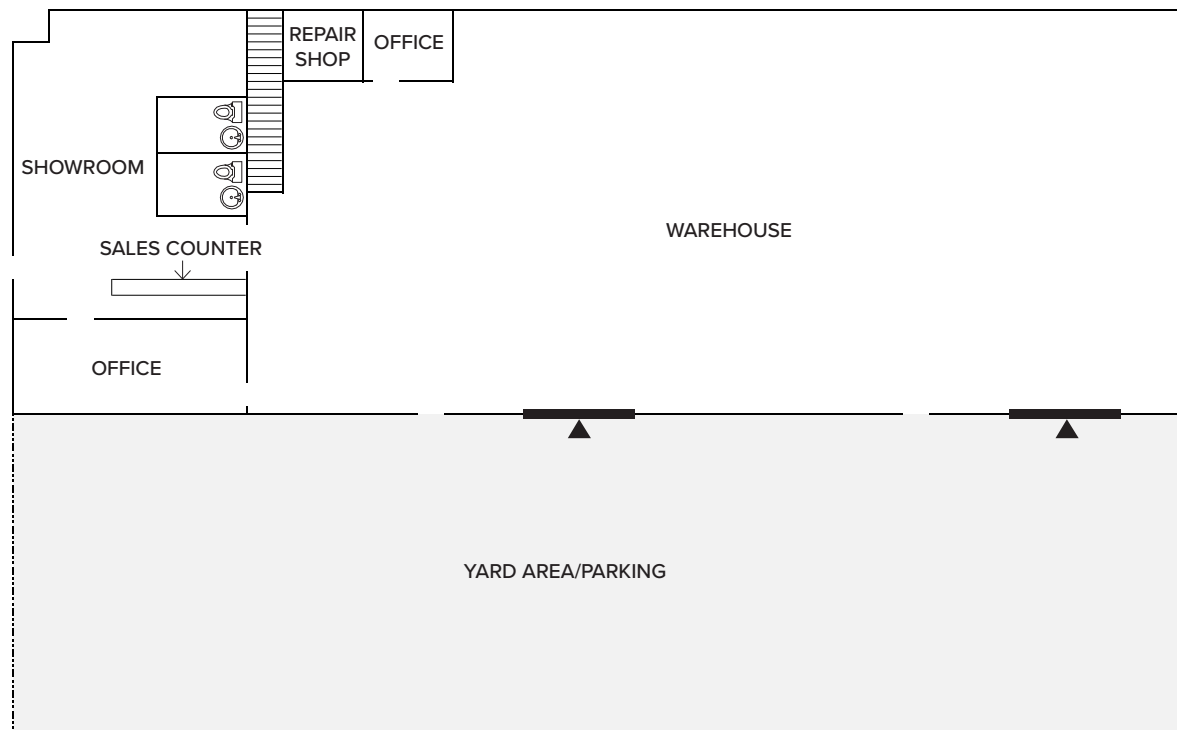 REPAIR
SHOP
OFFICE
SHOWROOM
WAREHOUSE
SALES COUNTER
OFFICE
YARD AREA/PARKING